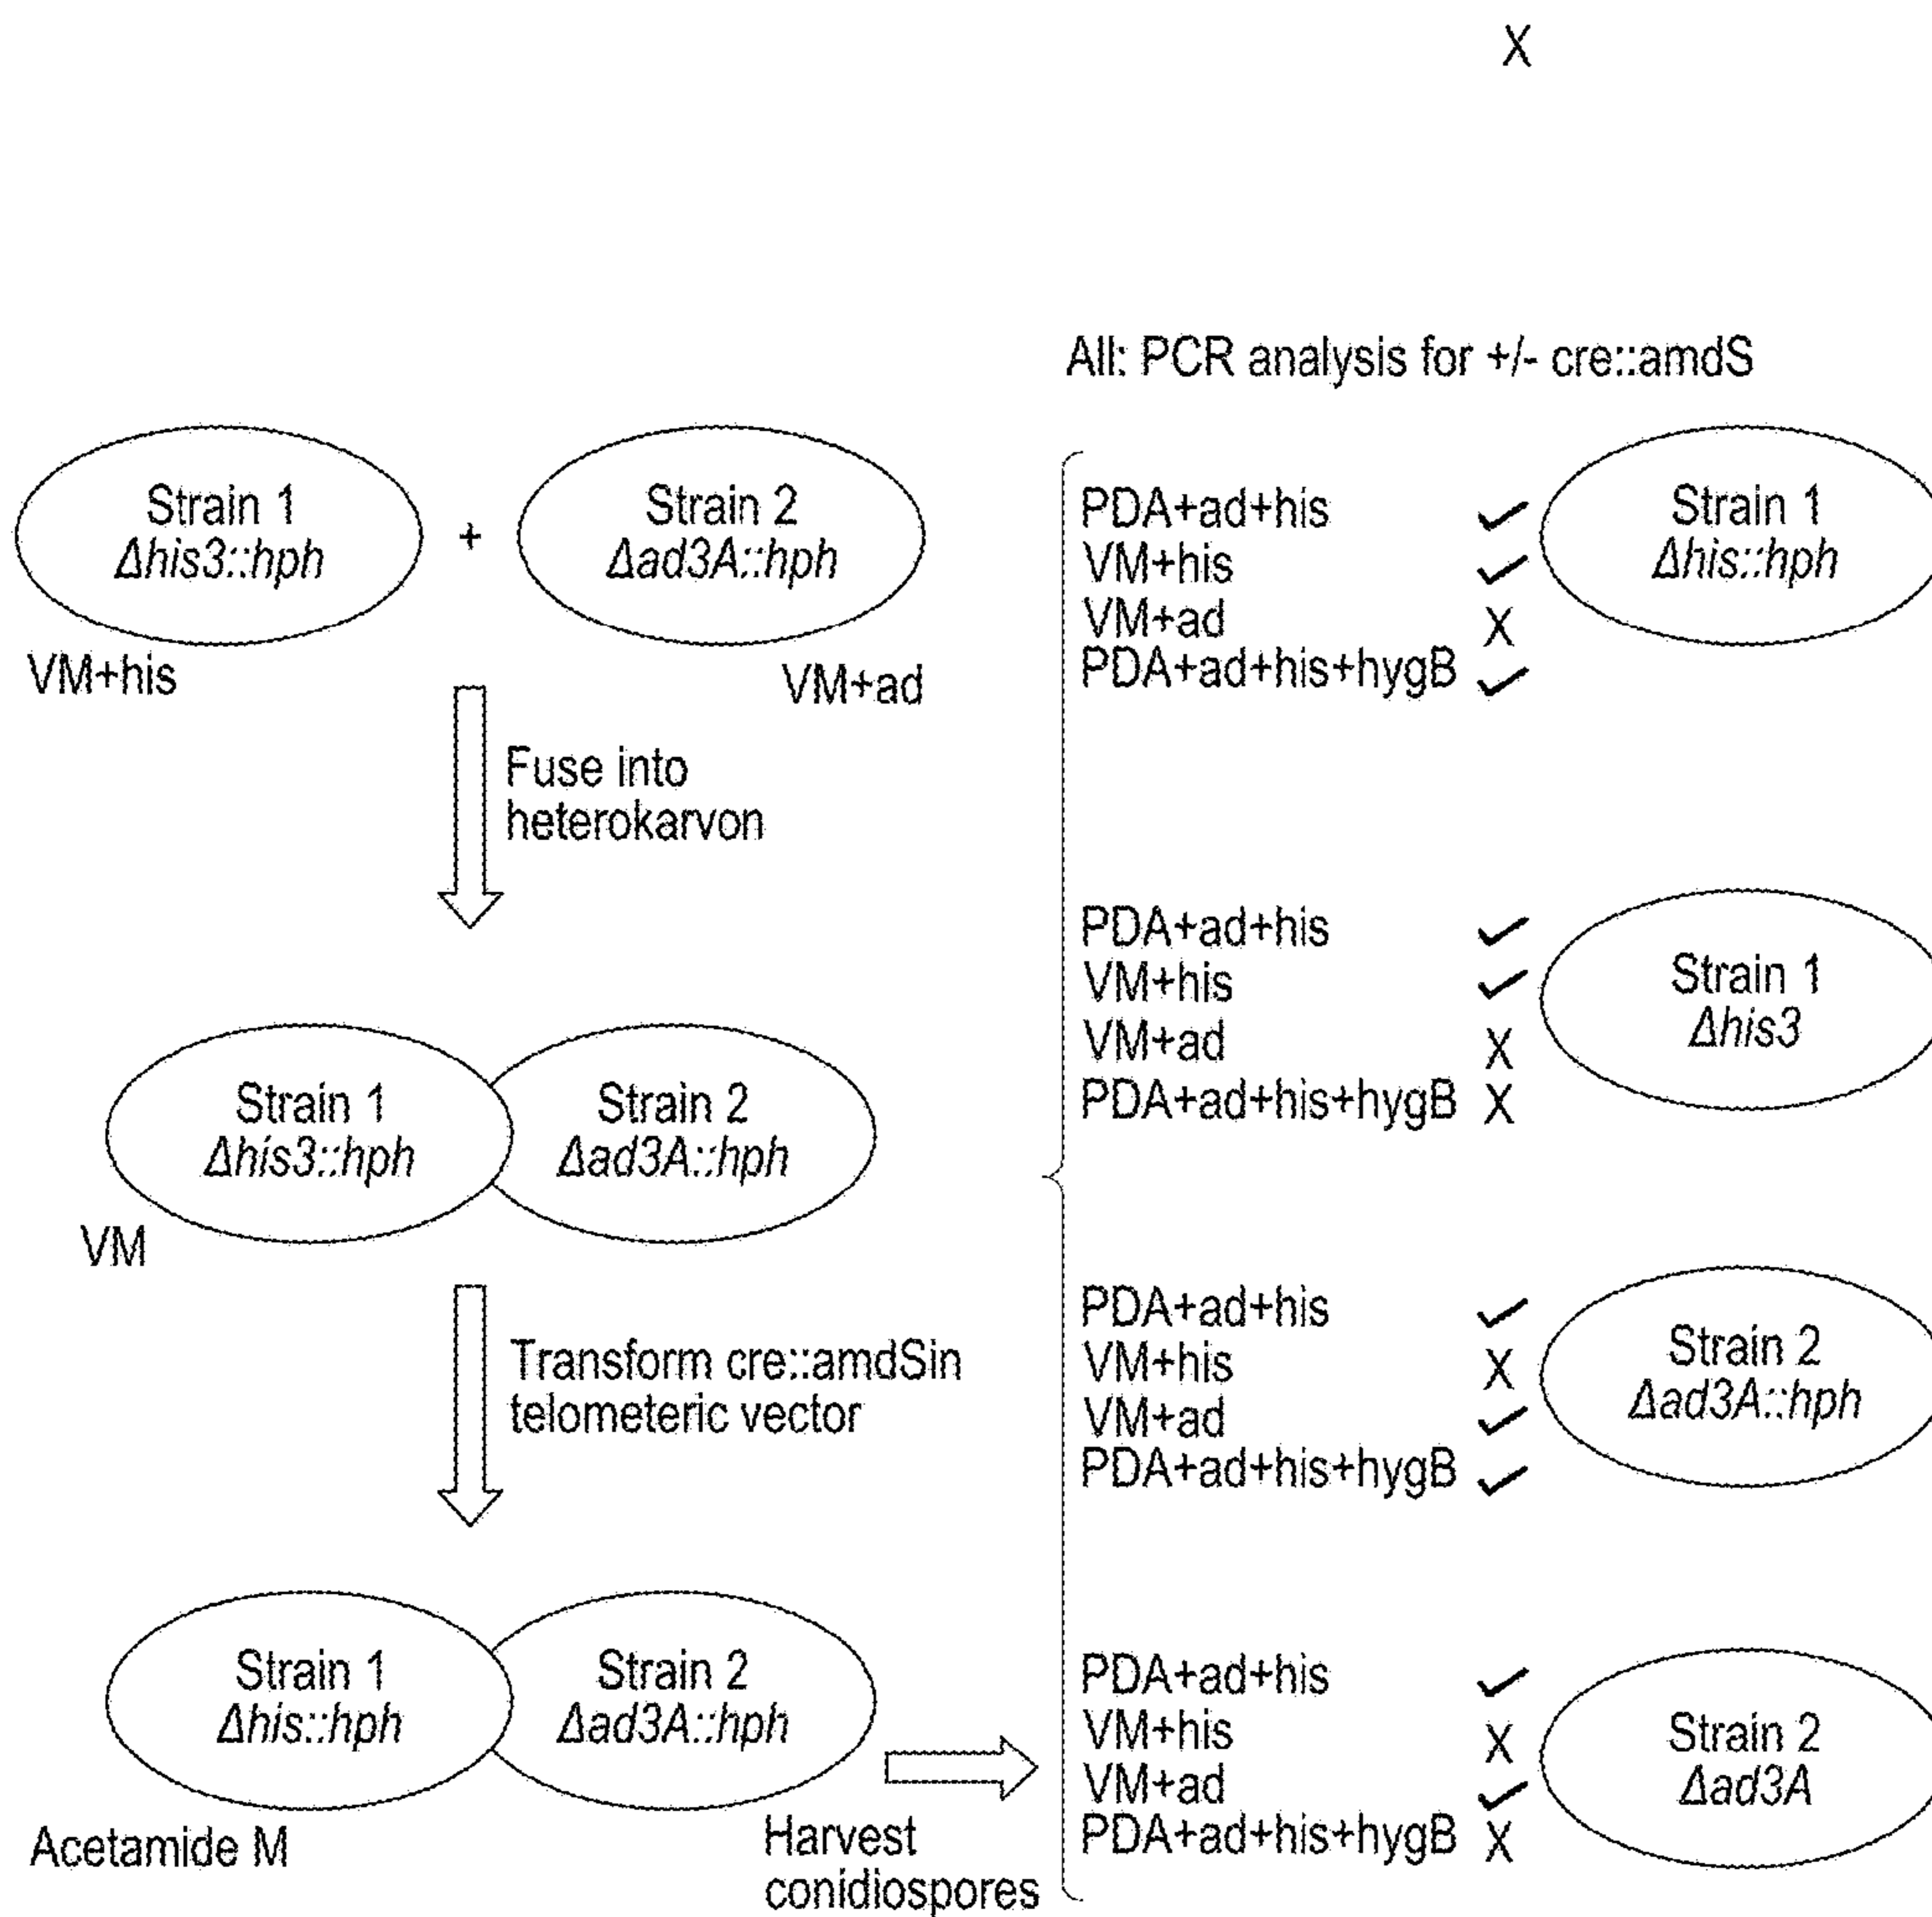 X
All: PCR analysis for +/- cre::amdS
Strain 1
Δhis3::hph
+
Strain 2
Δad3A::hph
VM+his
VM+ad
Fuse into
heterokarvon
Strain 1
Δhis3::hph
Strain 2
Δad3A::hph
VM
Transform cre::amdSin
telometeric vector
Strain 1
Δhis::hph
Strain 2
Δad3A::hph
Acetamide M
Harvest
conidiospores
PDA+ad+his ✓
VM+his ✓
VM+ad X
PDA+ad+his+hygB ✓
Strain 1
Δhis::hph
PDA+ad+his ✓
VM+his ✓
VM+ad X
PDA+ad+his+hygB X
Strain 1
Δhis3
PDA+ad+his ✓
VM+his X
VM+ad ✓
PDA+ad+his+hygB ✓
Strain 2
Δad3A::hph
PDA+ad+his ✓
VM+his X
VM+ad ✓
PDA+ad+his+hygB X
Strain 2
Δad3A